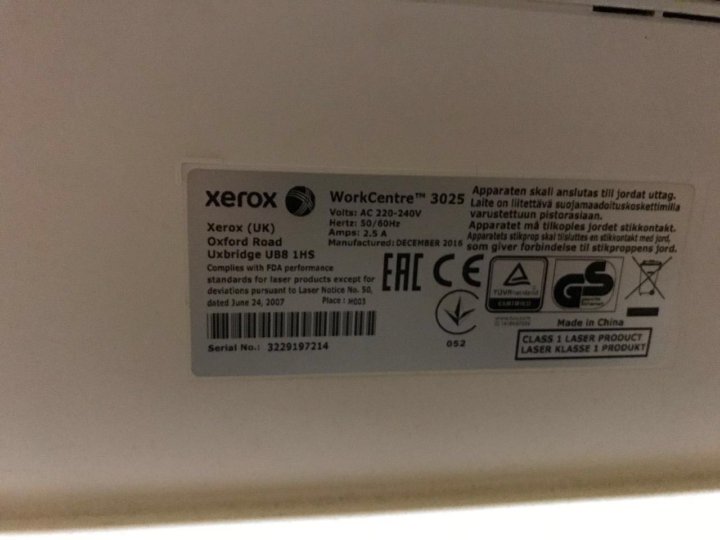 xerox
WorkCentre™ 3025
Volts: AC 220-240V
Hertz: 50/60Hz
Amps: 2.5 A
Manufactured: DECEMBER 2016
Xerox (UK)
Oxford Road
Uxbridge UB8 1HS
Complies with FDA performance
standards for laser products except for
deviations pursuant to Laser Notice No. 50,
dated June 24, 2007 Place : M003
Serial No.: 3229197214
Apparaten skall anslutas till jordat uttag.
Laite on liitettävä suojamaadoituskoskettimilla
varustettuun pistorasiaan.
Apparatet må tilkoples jordet stikkontakt.
Apparatets stikprop skal tilsluttes en stikkontakt med jord,
som giver forbindelse til stikproppens jord.
EAC CE
TÜVRheinland
CERTIFIED
GS
052
Made in China
CLASS 1 LASER PRODUCT
LASER KLASSE 1 PRODUKT